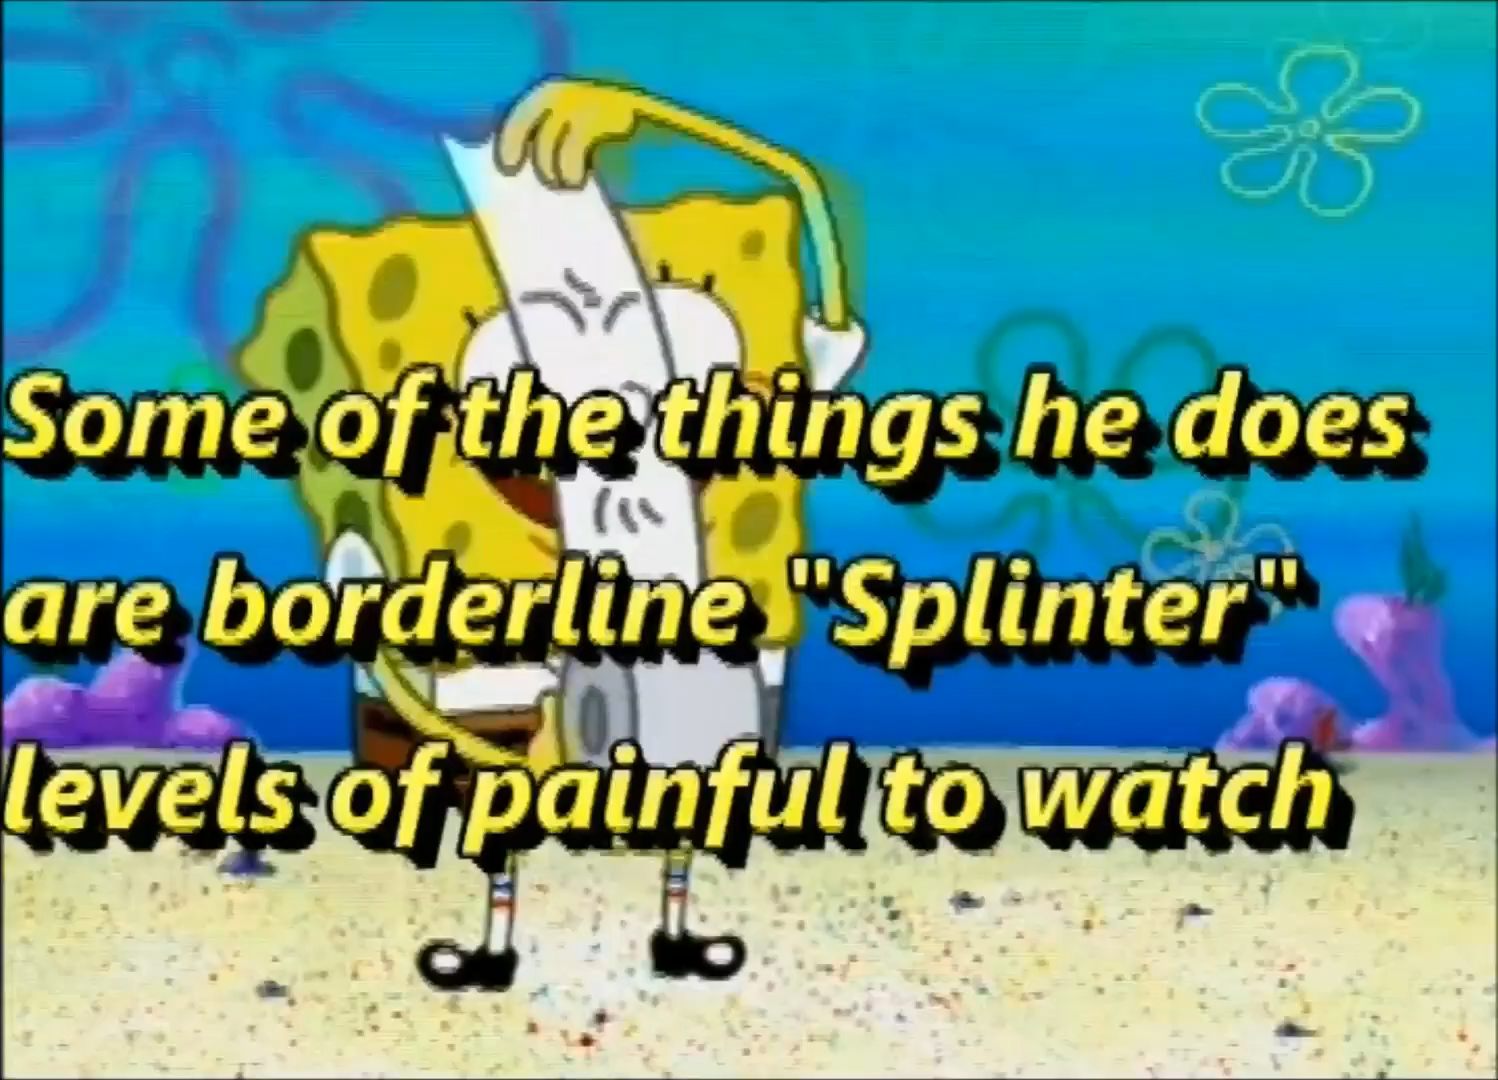 Some of the things he does
are borderline "Splinter"
levels of painful to watch